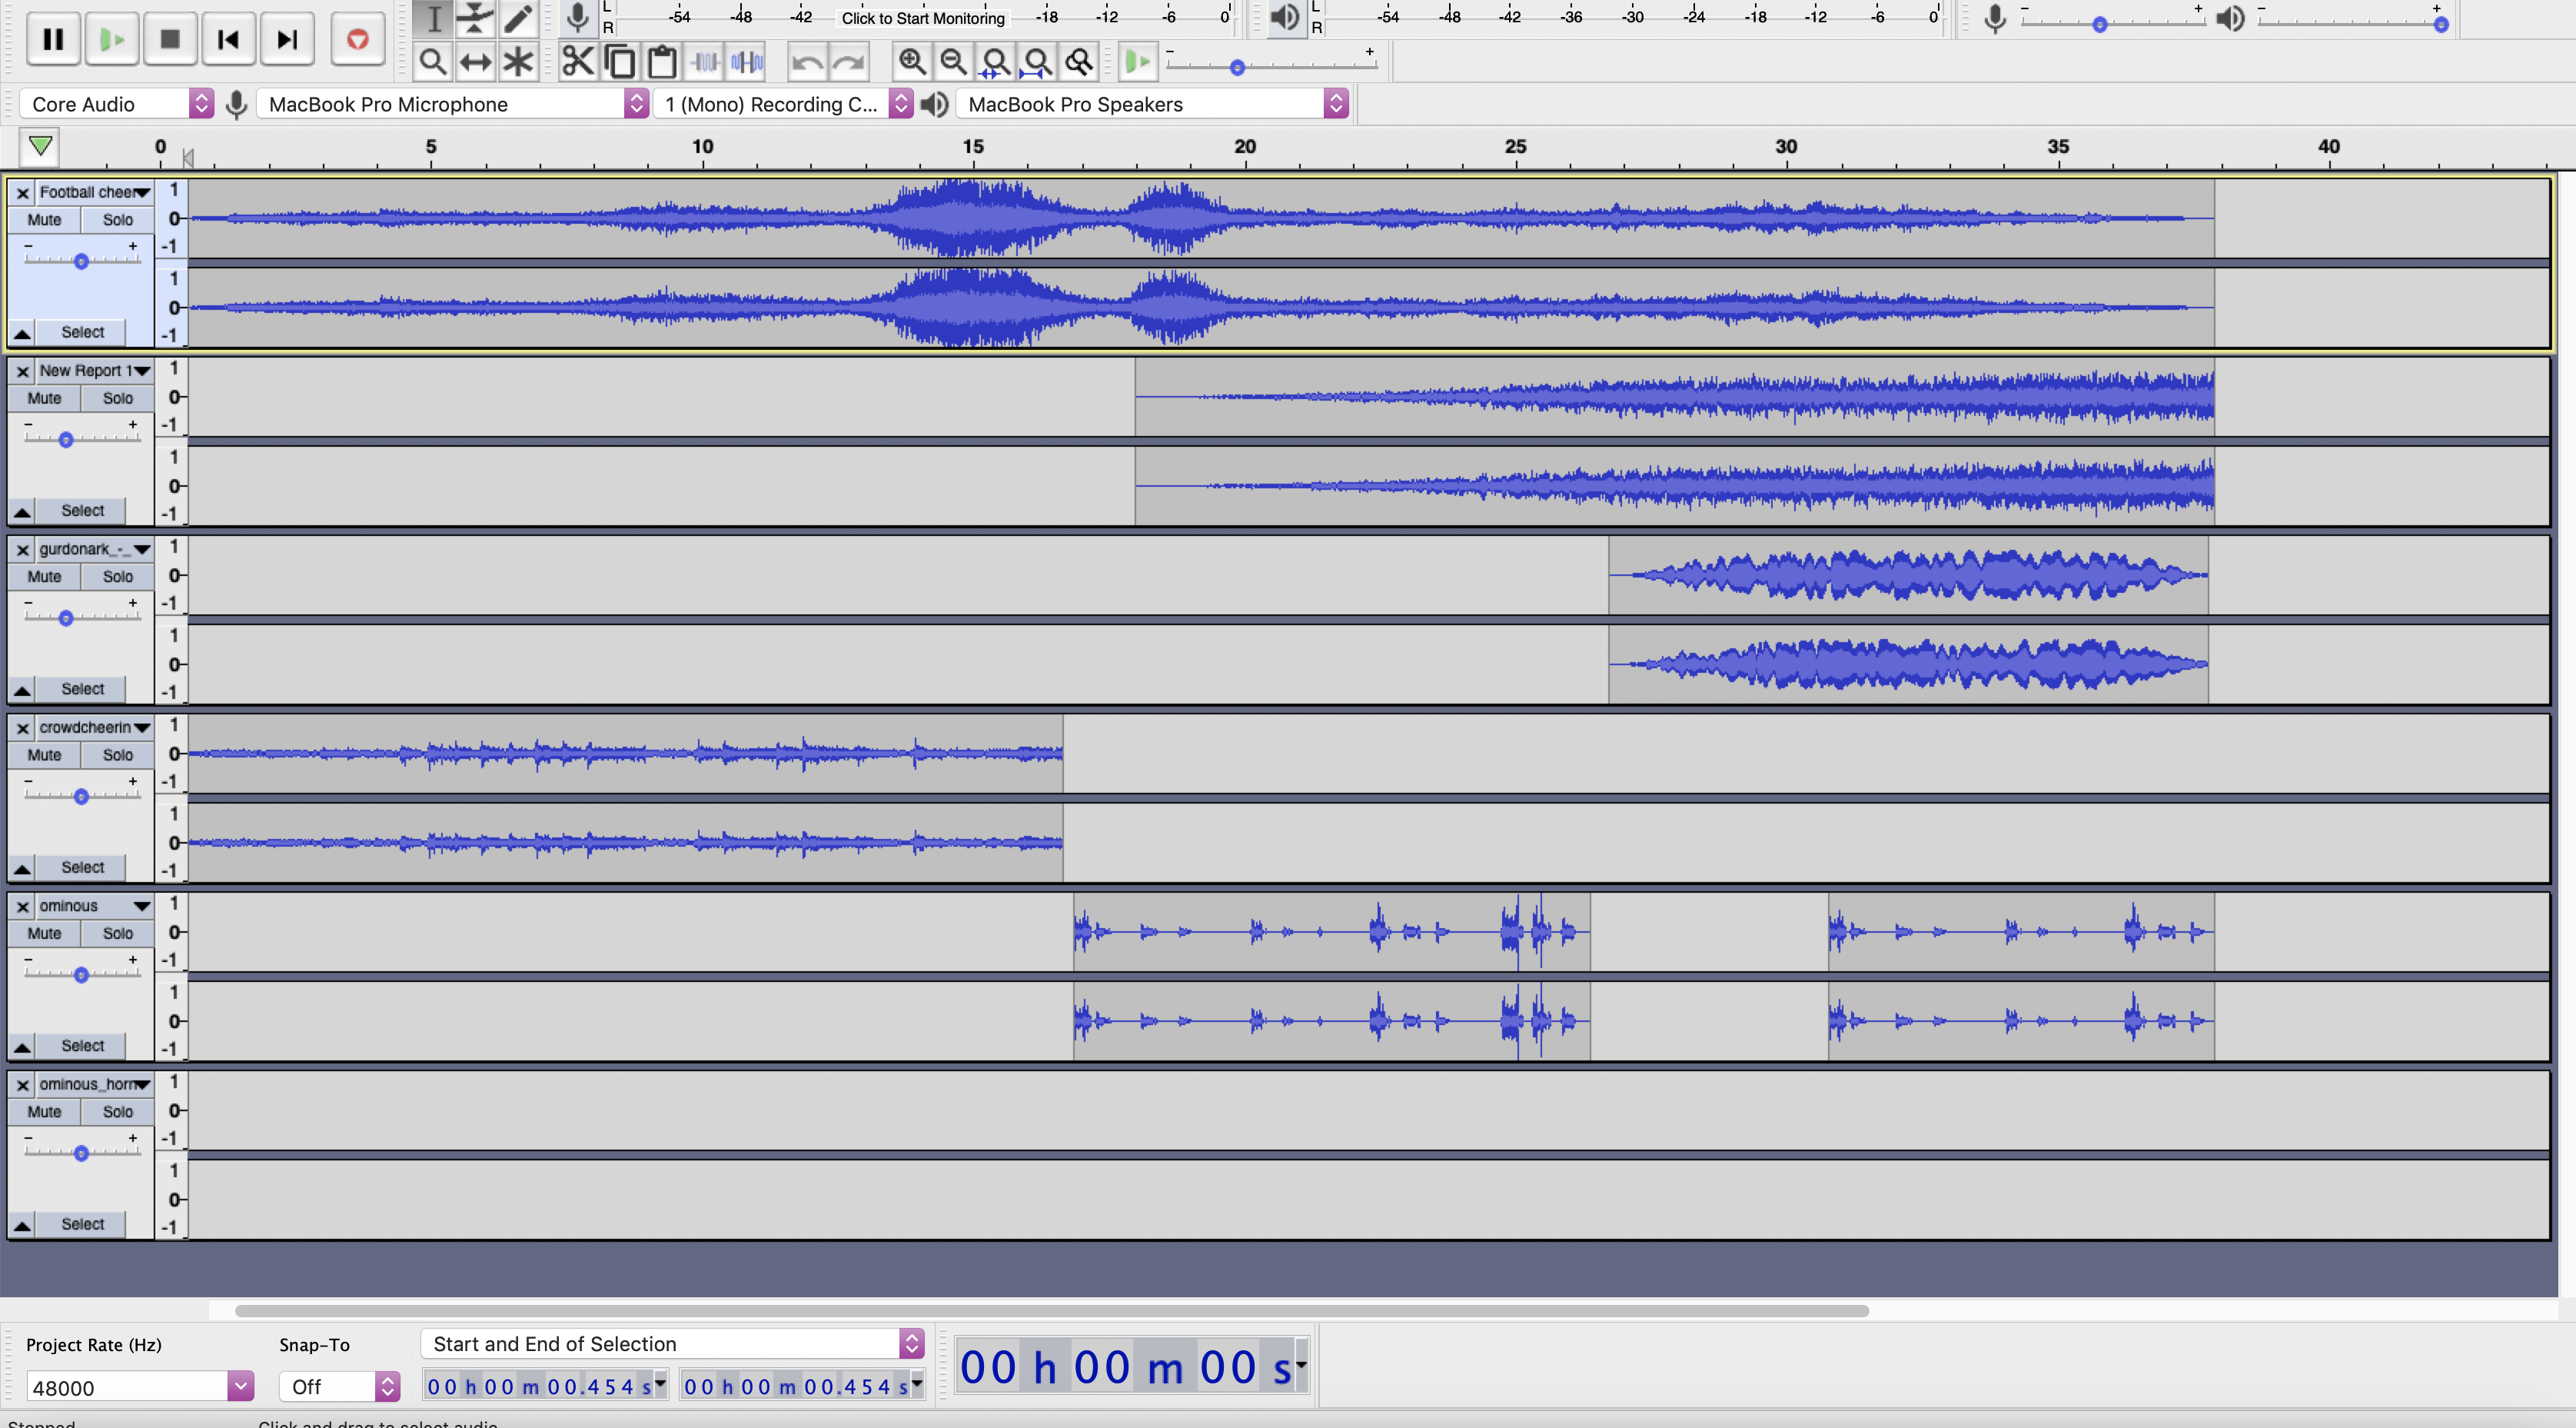 L
R
-54 -48 -42 Click to Start Monitoring -18 -12 -6 0
L
R
-54 -48 -42 -36 -30 -24 -18 -12 -6 0
- +
- +
- +
Core Audio MacBook Pro Microphone 1 (Mono) Recording C... MacBook Pro Speakers
0 5 10 15 20 25 30 35 40
Football cheer
Mute Solo
- +
Select
1
0
-1
1
0
-1
New Report 1
Mute Solo
- +
Select
1
0
-1
1
0
-1
gurdonark_-_
Mute Solo
- +
Select
1
0
-1
1
0
-1
crowdcheerin
Mute Solo
- +
Select
1
0
-1
1
0
-1
ominous
Mute Solo
- +
Select
1
0
-1
1
0
-1
ominous_horn
Mute Solo
- +
Select
1
0
-1
1
0
-1
Project Rate (Hz) Snap-To Start and End of Selection
48000 Off 00 h 00 m 00.454 s 00 h 00 m 00.454 s
00 h 00 m 00 s
Stopped Click and drag to select audio